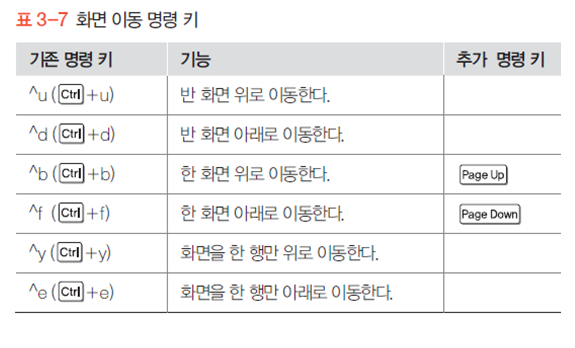 표 3-7 화면 이동 명령 키
기존 명령 키 기능 추가 명령 키
^u (Ctrl+u) 반 화면 위로 이동한다.
^d (Ctrl+d) 반 화면 아래로 이동한다.
^b (Ctrl+b) 한 화면 위로 이동한다. Page Up
^f (Ctrl+f) 한 화면 아래로 이동한다. Page Down
^y (Ctrl+y) 화면을 한 행만 위로 이동한다.
^e (Ctrl+e) 화면을 한 행만 아래로 이동한다.